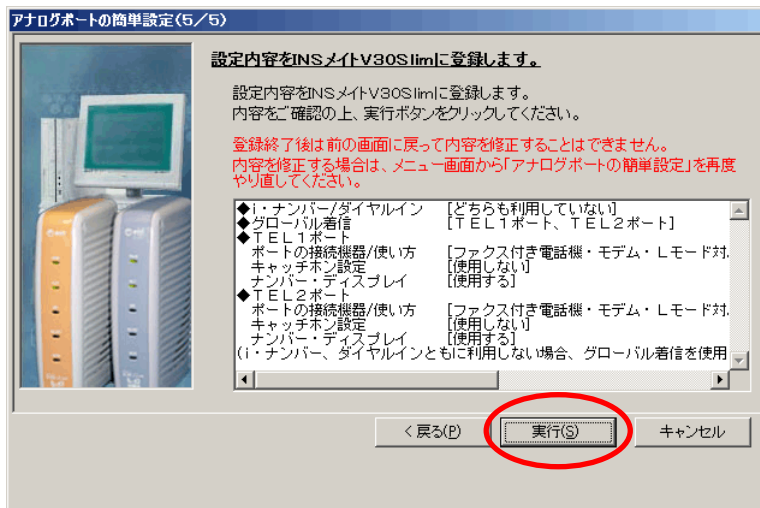 アナログポートの簡単設定(5/5)
設定内容をINSメイトV30Slimに登録します。
設定内容をINSメイトV30Slimに登録します。
内容をご確認の上、実行ボタンをクリックしてください。
登録終了後は前の画面に戻って内容を修正することはできません。
内容を修正する場合は、メニュー画面から「アナログポートの簡単設定」を再度
やり直してください。
◆i・ナンバー/ダイヤルイン [どちらも利用していない]
◆グローバル着信 [TEL1ポート、TEL2ポート]
◆TEL1ポート
ポートの接続機器/使い方 [ファクス付き電話機・モデム・Lモード対
キャッチホン設定 [使用しない]
ナンバー・ディスプレイ [使用する]
◆TEL2ポート
ポートの接続機器/使い方 [ファクス付き電話機・モデム・Lモード対
キャッチホン設定 [使用しない]
ナンバー・ディスプレイ [使用する]
(i・ナンバー、ダイヤルインともに利用しない場合、グローバル着信を使用
< 戻る(P) 実行(S) キャンセル